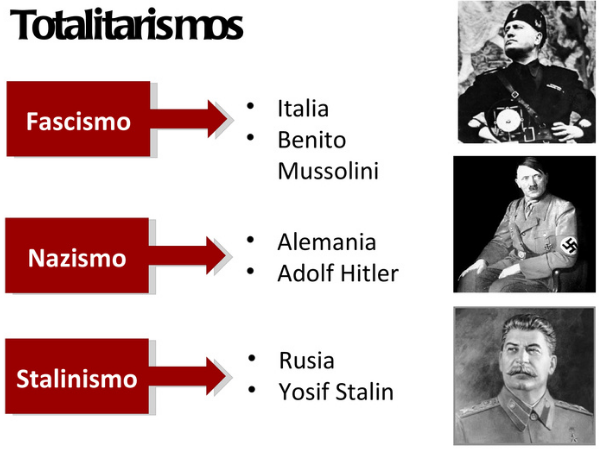 Totalitarismos
Fascismo
• Italia
• Benito
Mussolini
Nazismo
• Alemania
• Adolf Hitler
Stalinismo
• Rusia
• Yosif Stalin